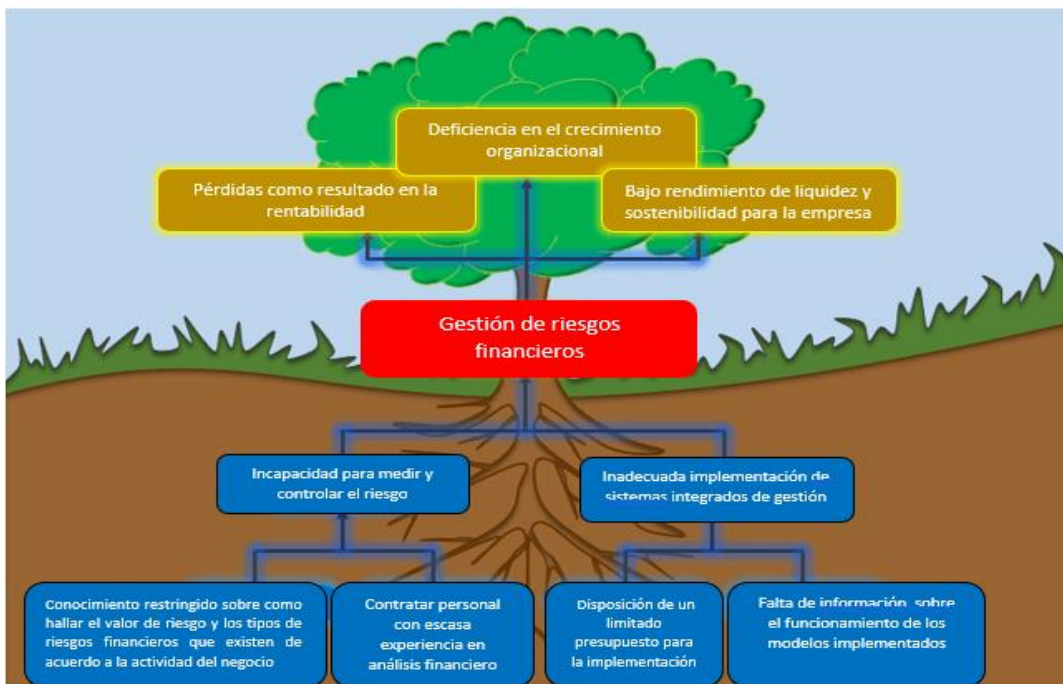 Deficiencia en el crecimiento
organizacional
Pérdidas como resultado en la
rentabilidad
Bajo rendimiento de liquidez y
sostenibilidad para la empresa
Gestión de riesgos
financieros
Incapacidad para medir y
controlar el riesgo
Inadecuada implementación de
sistemas integrados de gestión
Conocimiento restringido sobre como
hallar el valor de riesgo y los tipos de
riesgos financieros que existen de
acuerdo a la actividad del negocio
Contratar personal
con escasa
experiencia en
análisis financiero
Disposición de un
limitado
presupuesto para
la implementación
Falta de información, sobre
el funcionamiento de los
modelos implementados